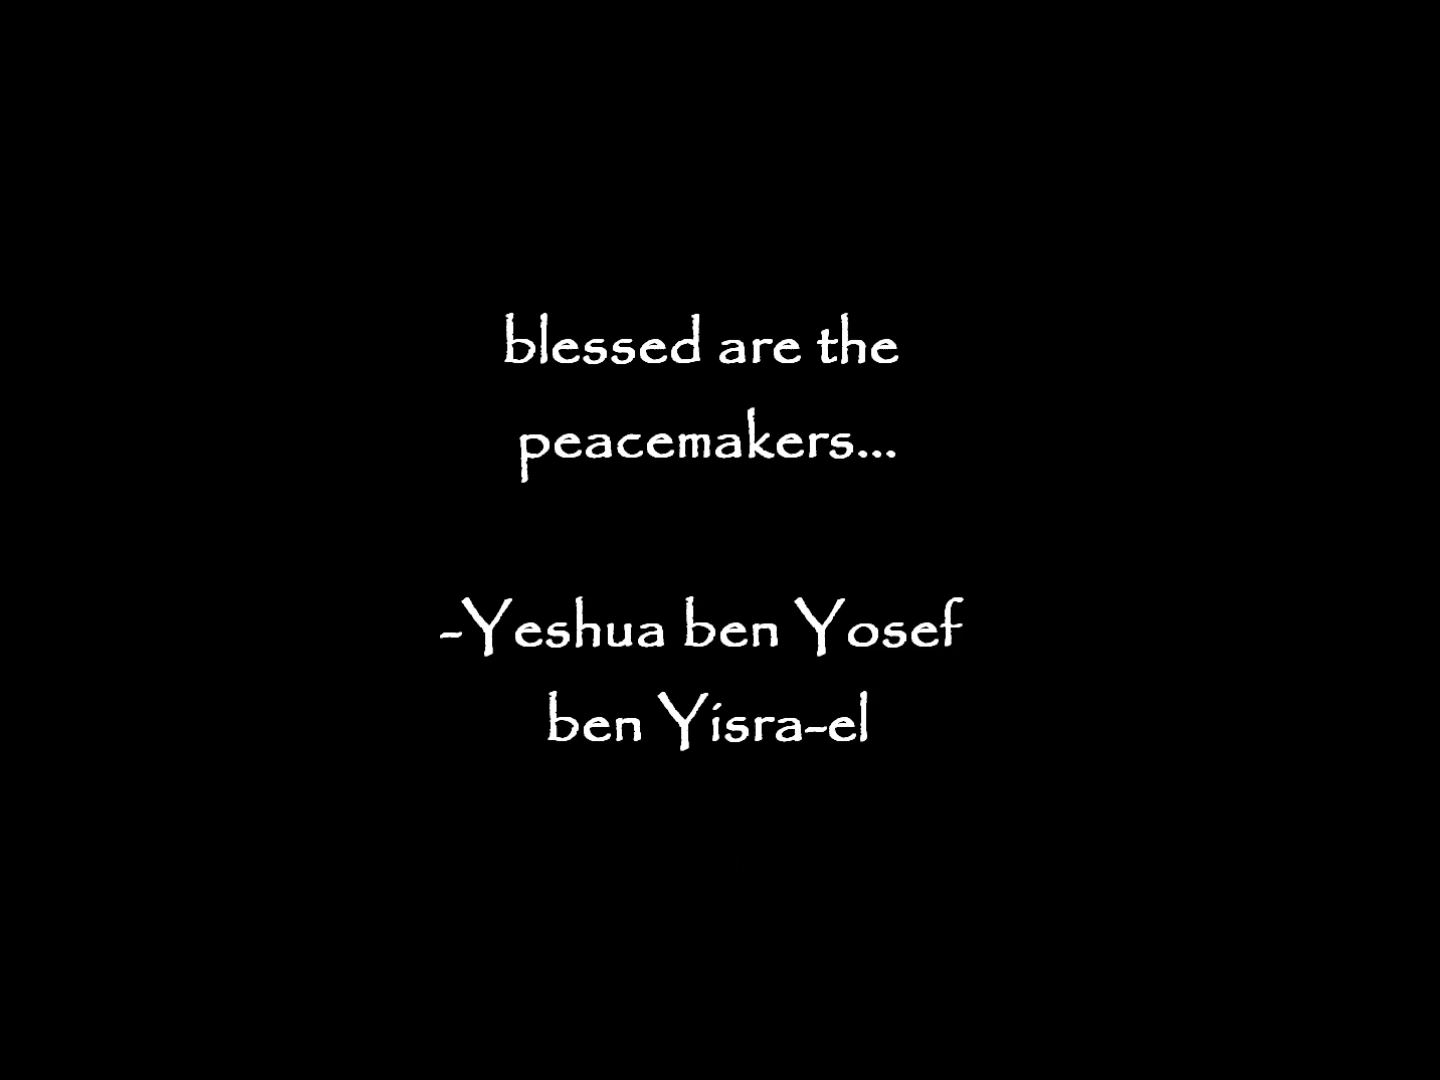 blessed are the
peacemakers...
-Yeshua ben Yosef
ben Yisra-el